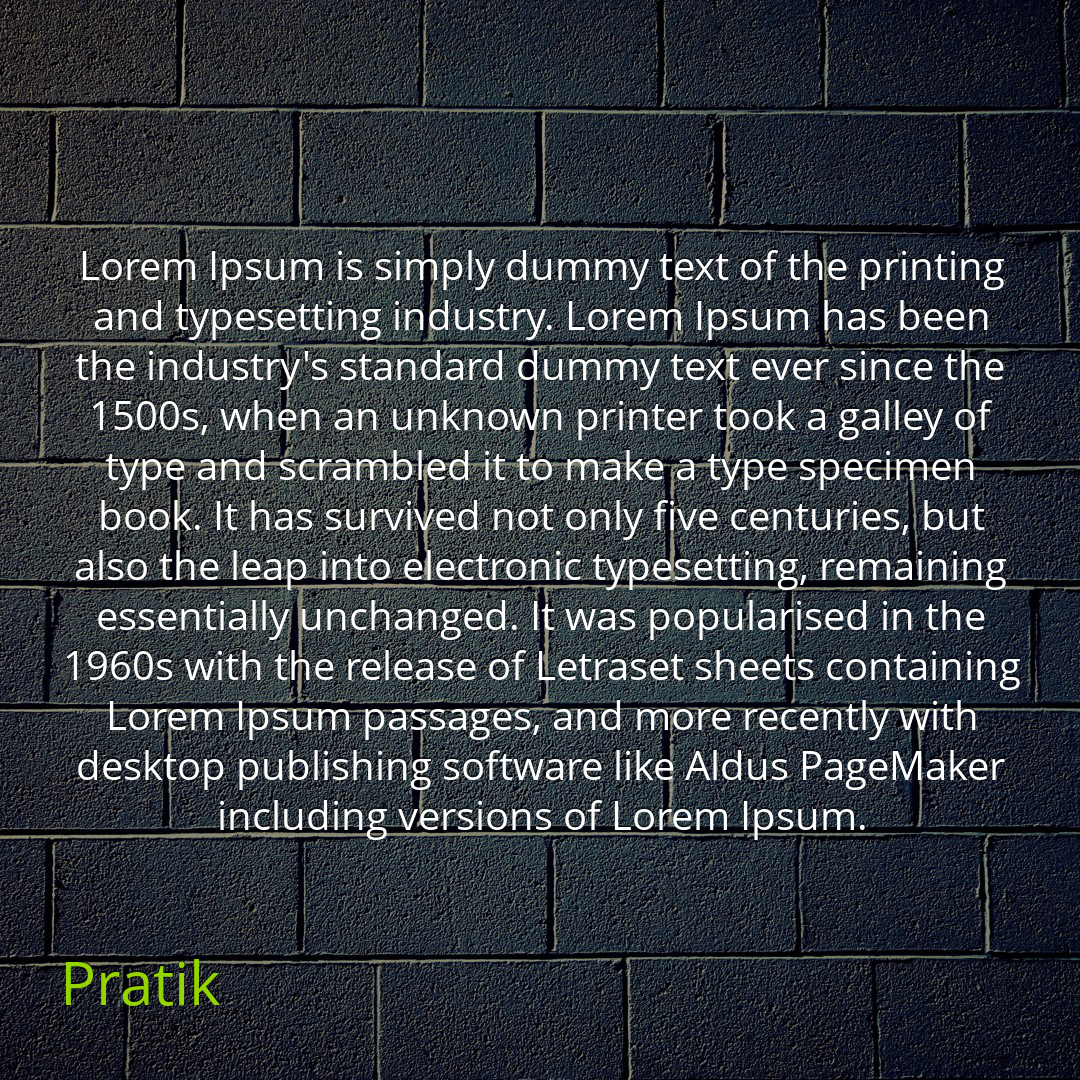 Lorem Ipsum is simply dummy text of the printing
and typesetting industry. Lorem Ipsum has been
the industry's standard dummy text ever since the
1500s, when an unknown printer took a galley of
type and scrambled it to make a type specimen
book. It has survived not only five centuries, but
also the leap into electronic typesetting, remaining
essentially unchanged. It was popularised in the
1960s with the release of Letraset sheets containing
Lorem Ipsum passages, and more recently with
desktop publishing software like Aldus PageMaker
including versions of Lorem Ipsum.
Pratik